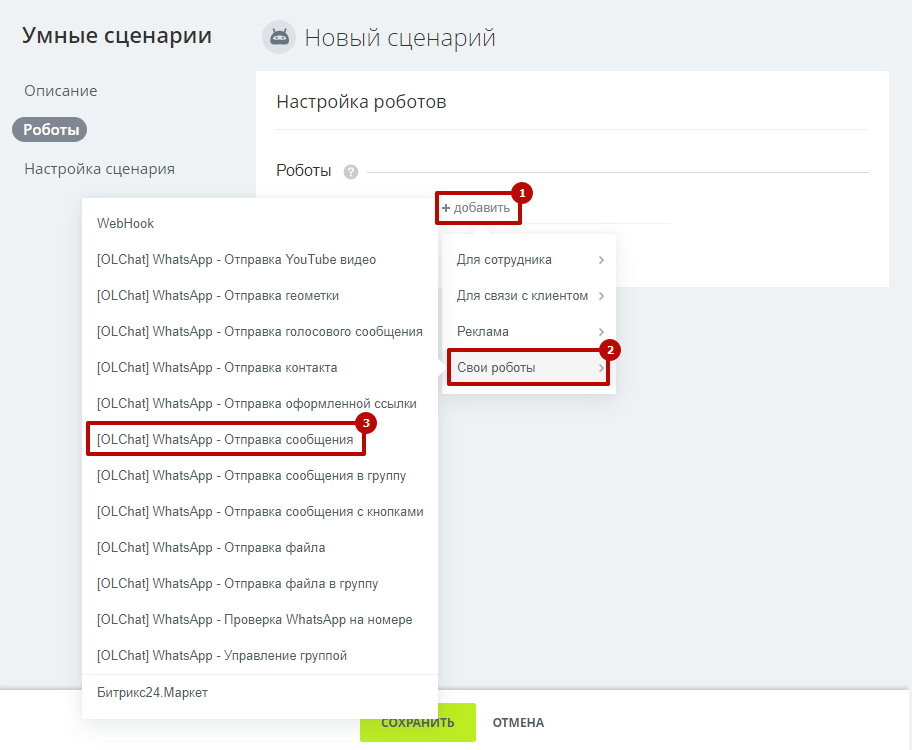 Умные сценарии
Новый сценарий
Описание
Роботы
Настройка сценария
Настройка роботов
Роботы ?
+ добавить
1
Для сотрудника
Для связи с клиентом
Реклама
Свои роботы
2
WebHook
[OLChat] WhatsApp - Отправка YouTube видео
[OLChat] WhatsApp - Отправка геометки
[OLChat] WhatsApp - Отправка голосового сообщения
[OLChat] WhatsApp - Отправка контакта
[OLChat] WhatsApp - Отправка оформленной ссылки
[OLChat] WhatsApp - Отправка сообщения
3
[OLChat] WhatsApp - Отправка сообщения в группу
[OLChat] WhatsApp - Отправка сообщения с кнопками
[OLChat] WhatsApp - Отправка файла
[OLChat] WhatsApp - Отправка файла в группу
[OLChat] WhatsApp - Проверка WhatsApp на номере
[OLChat] WhatsApp - Управление группой
Битрикс24.Маркет
СОХРАНИТЬ
ОТМЕНА